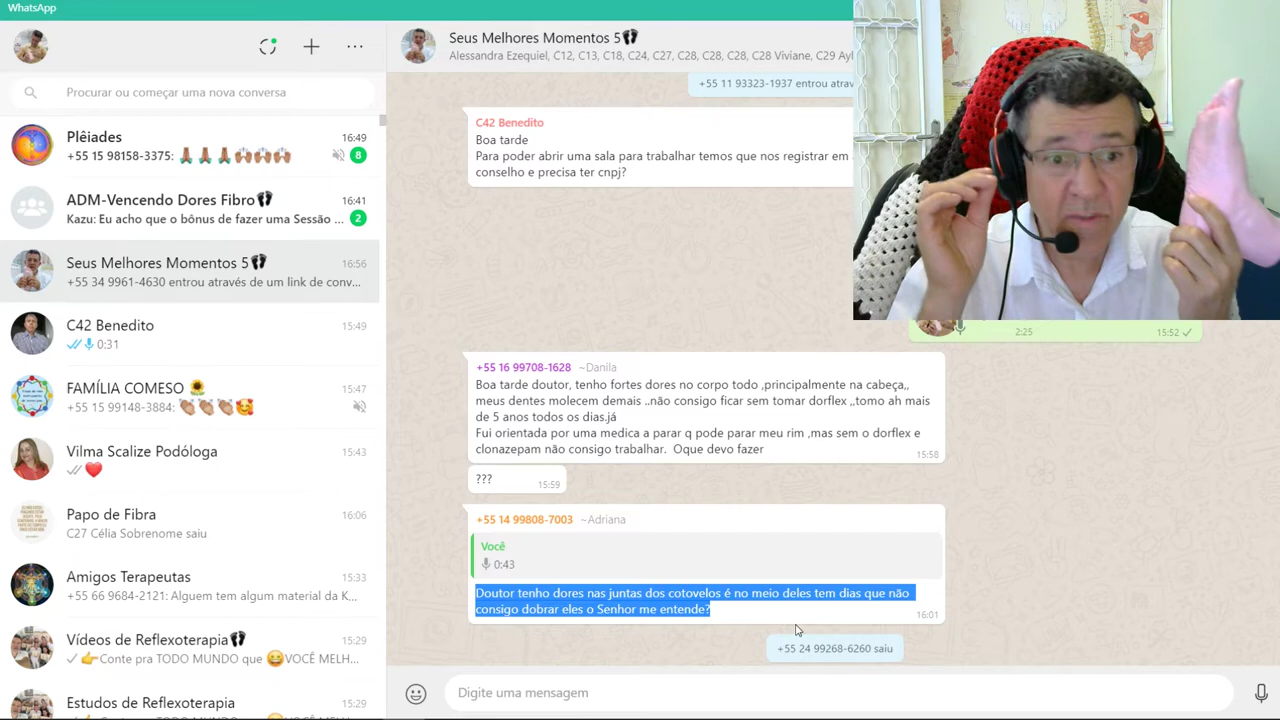 WhatsApp
Procurar ou começar uma nova conversa
Plêiades
16:49
+55 15 98158-3375: 🙏🏽🙏🏽🙏🏽👐🏽👐🏽👐🏽
8
ADM-Vencendo Dores Fibro👣
16:41
Kazu: Eu acho que o bônus de fazer uma Sessão ...
2
Seus Melhores Momentos 5👣
16:56
+55 34 9961-4630 entrou através de um link de conv...
C42 Benedito
15:49
0:31
FAMÍLIA COMESO 🌻
15:47
+55 15 99148-3884: 👏🏽👏🏽👏🏽🥰
Vilma Scalize Podóloga
15:43
❤️
Papo de Fibra
16:06
C27 Célia Sobrenome saiu
Amigos Terapeutas
15:33
+55 66 9684-2121: Alguem tem algum material da K...
Vídeos de Reflexoterapia👣
15:29
👉Conte pra TODO MUNDO que 😂VOCÊ MELH...
Estudos de Reflexoterapia
15:29
Seus Melhores Momentos 5👣
Alessandra Ezequiel, C12, C13, C18, C24, C27, C28, C28, C28, C28 Viviane, C29 Ayl
+55 11 93323-1937 entrou atrav
C42 Benedito
Boa tarde
Para poder abrir uma sala para trabalhar temos que nos registrar em
conselho e precisa ter cnpj?
2:25
15:52
+55 16 99708-1628 ~Danila
Boa tarde doutor, tenho fortes dores no corpo todo ,principalmente na cabeça,,
meus dentes molecem demais ..não consigo ficar sem tomar dorflex ,,tomo ah mais
de 5 anos todos os dias.já
Fui orientada por uma medica a parar q pode parar meu rim ,mas sem o dorflex e
clonazepam não consigo trabalhar. Oque devo fazer
15:58
???
15:59
+55 14 99808-7003 ~Adriana
Você
0:43
Doutor tenho dores nas juntas dos cotovelos é no meio deles tem dias que não
consigo dobrar eles o Senhor me entende?
16:01
+55 24 99268-6260 saiu
Digite uma mensagem